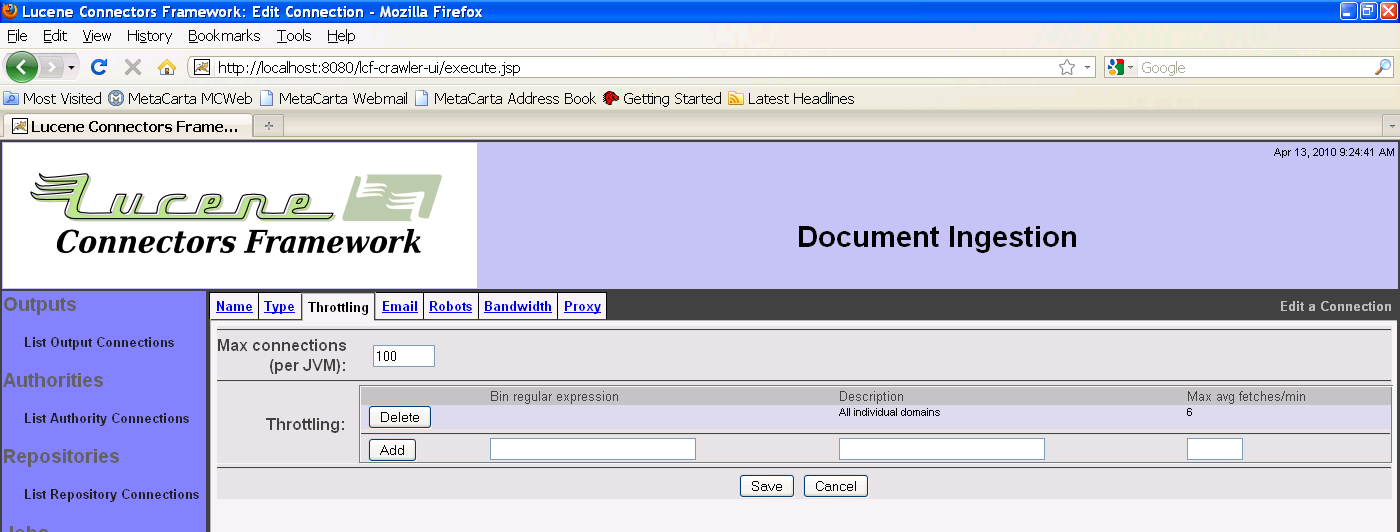 Lucene Connectors Framework: Edit Connection - Mozilla Firefox
File Edit View History Bookmarks Tools Help
http://localhost:8080/lcf-crawler-ui/execute.jsp
Google
Most Visited MetaCarta MCWeb MetaCarta Webmail MetaCarta Address Book Getting Started Latest Headlines
Lucene Connectors Frame...
Apr 13, 2010 9:24:41 AM
Lucene
Connectors Framework
Document Ingestion
Outputs
List Output Connections
Authorities
List Authority Connections
Repositories
List Repository Connections
Jobs
Name Type Throttling Email Robots Bandwidth Proxy
Edit a Connection
Max connections
(per JVM):
100
Throttling:
Bin regular expression Description Max avg fetches/min
Delete All individual domains 6
Add
Save Cancel